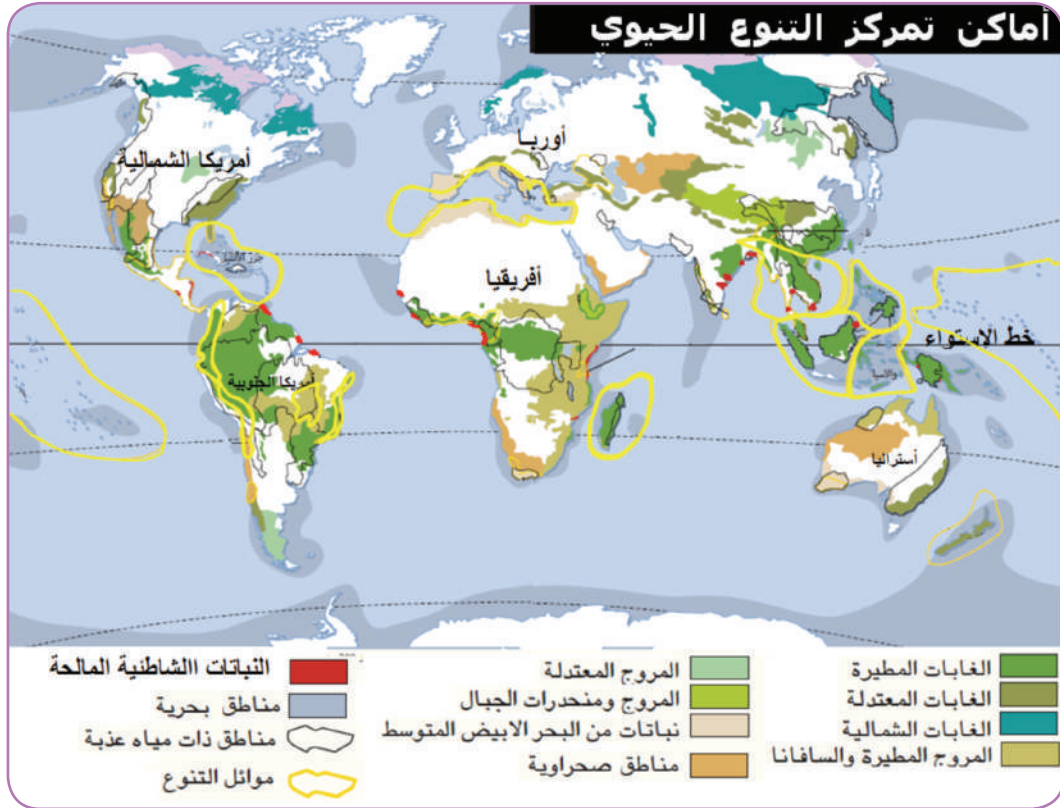 أماكن تمركز التنوع الحيوي
أوربا
أمريكا الشمالية
أفريقيا
خط الإستواء
أمريكا الجنوبية
أستراليا
الغابات المطيرة
الغابات المعتدلة
الغابات الشمالية
المروج المطيرة والسافانا
المروج المعتدلة
المروج ومنحدرات الجبال
نباتات من البحر الابيض المتوسط
مناطق صحراوية
النباتات االشاطئية المالحة
مناطق بحرية
مناطق ذات مياه عذبة
موائل التنوع